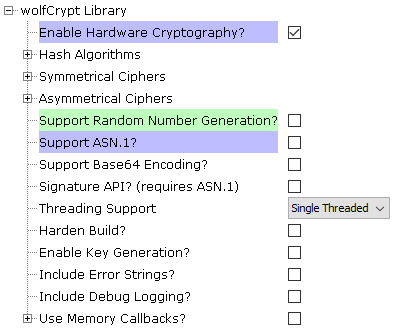 wolfCrypt Library
Enable Hardware Cryptography?
Hash Algorithms
Symmetrical Ciphers
Asymmetrical Ciphers
Support Random Number Generation?
Support ASN.1?
Support Base64 Encoding?
Signature API? (requires ASN.1)
Threading Support Single Threaded
Harden Build?
Enable Key Generation?
Include Error Strings?
Include Debug Logging?
Use Memory Callbacks?